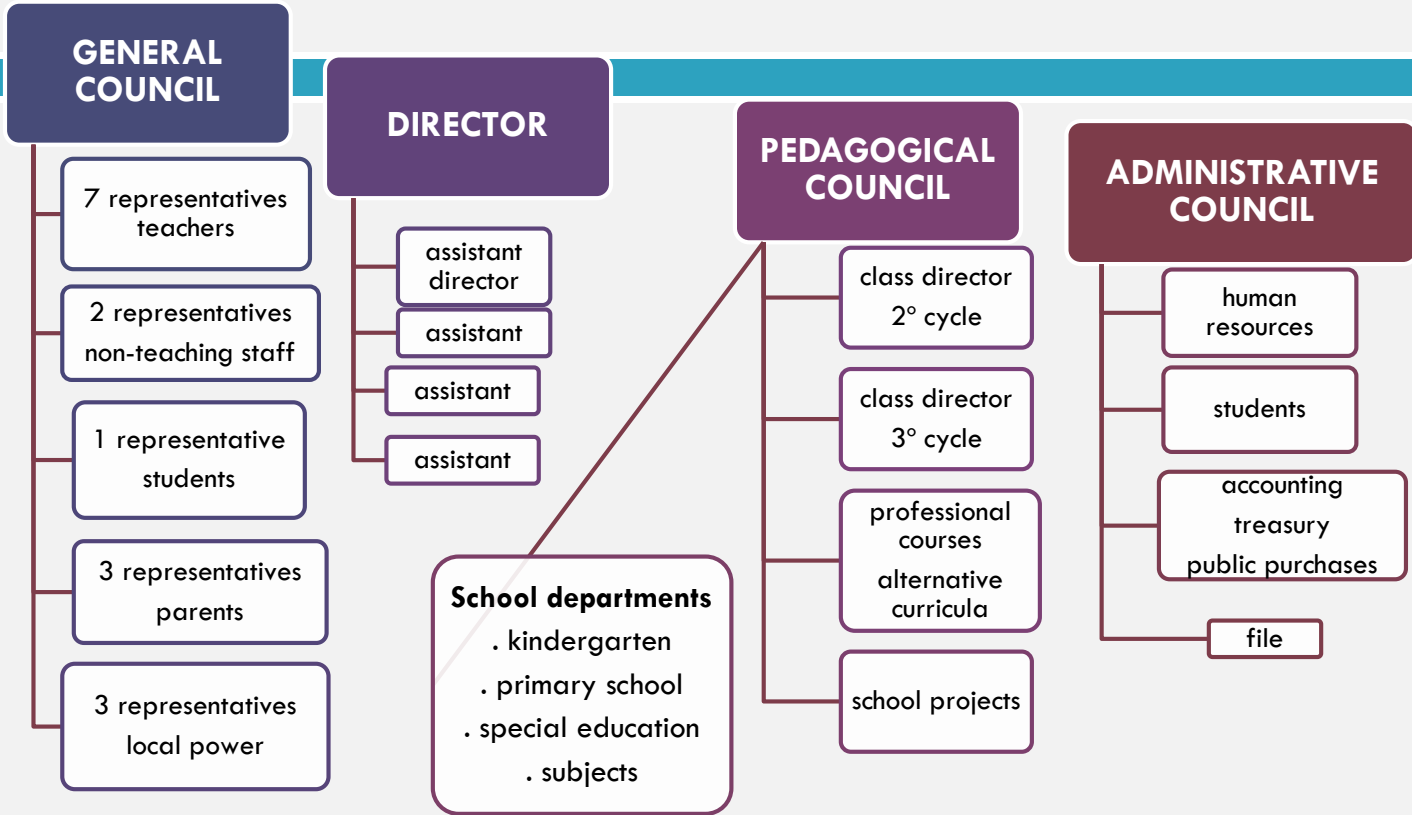 GENERAL
COUNCIL
7 representatives
teachers
2 representatives
non-teaching staff
1 representative
students
3 representatives
parents
3 representatives
local power
DIRECTOR
assistant
director
assistant
assistant
assistant
PEDAGOGICAL
COUNCIL
class director
2º cycle
class director
3º cycle
professional
courses
alternative
curricula
school projects
School departments
. kindergarten
. primary school
. special education
. subjects
ADMINISTRATIVE
COUNCIL
human
resources
students
accounting
treasury
public purchases
file